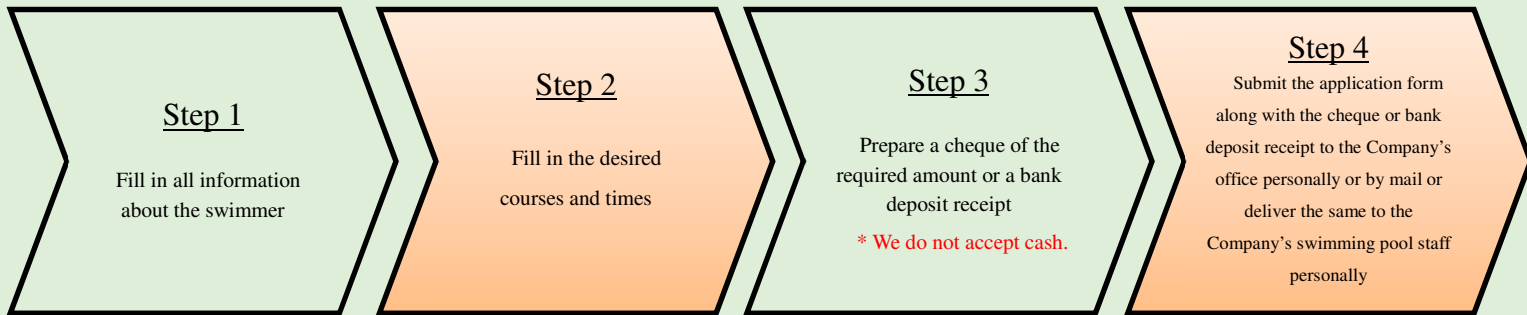 Step 1
Fill in all information
about the swimmer
Step 2
Fill in the desired
courses and times
Step 3
Prepare a cheque of the
required amount or a bank
deposit receipt
* We do not accept cash.
Step 4
Submit the application form
along with the cheque or bank
deposit receipt to the Company’s
office personally or by mail or
deliver the same to the
Company’s swimming pool staff
personally